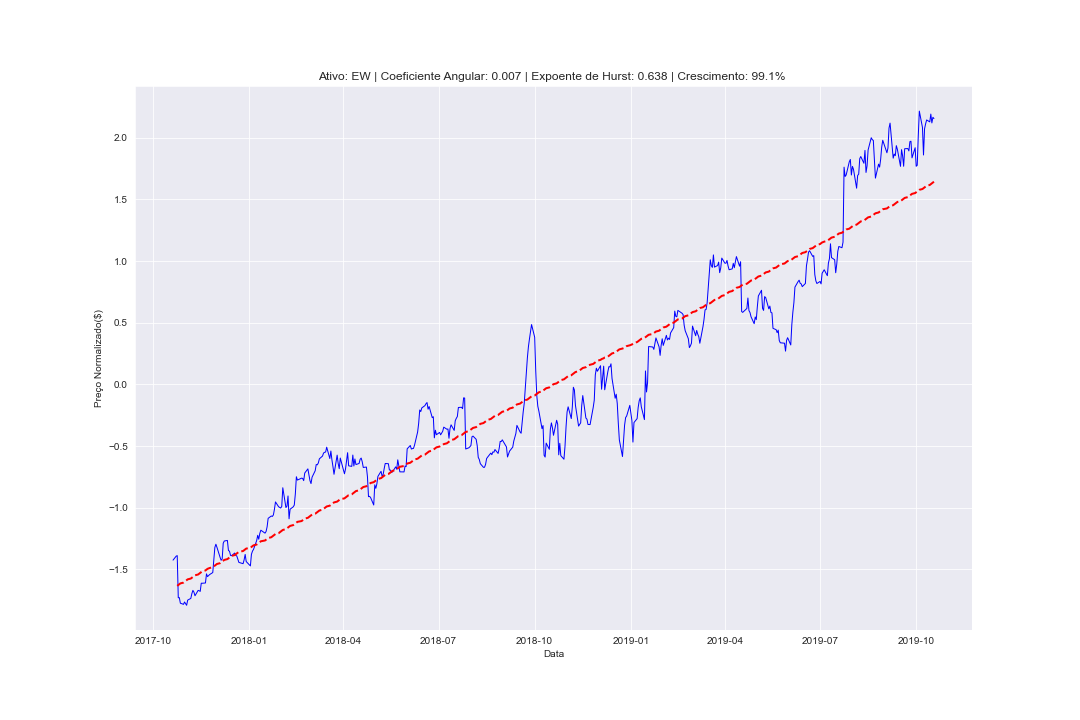 Ativo: EW | Coeficiente Angular: 0.007 | Expoente de Hurst: 0.638 | Crescimento: 99.1%
Preço Normalizado($)
2.0
1.5
1.0
0.5
0.0
−0.5
−1.0
−1.5
2017-10 2018-01 2018-04 2018-07 2018-10 2019-01 2019-04 2019-07 2019-10
Data